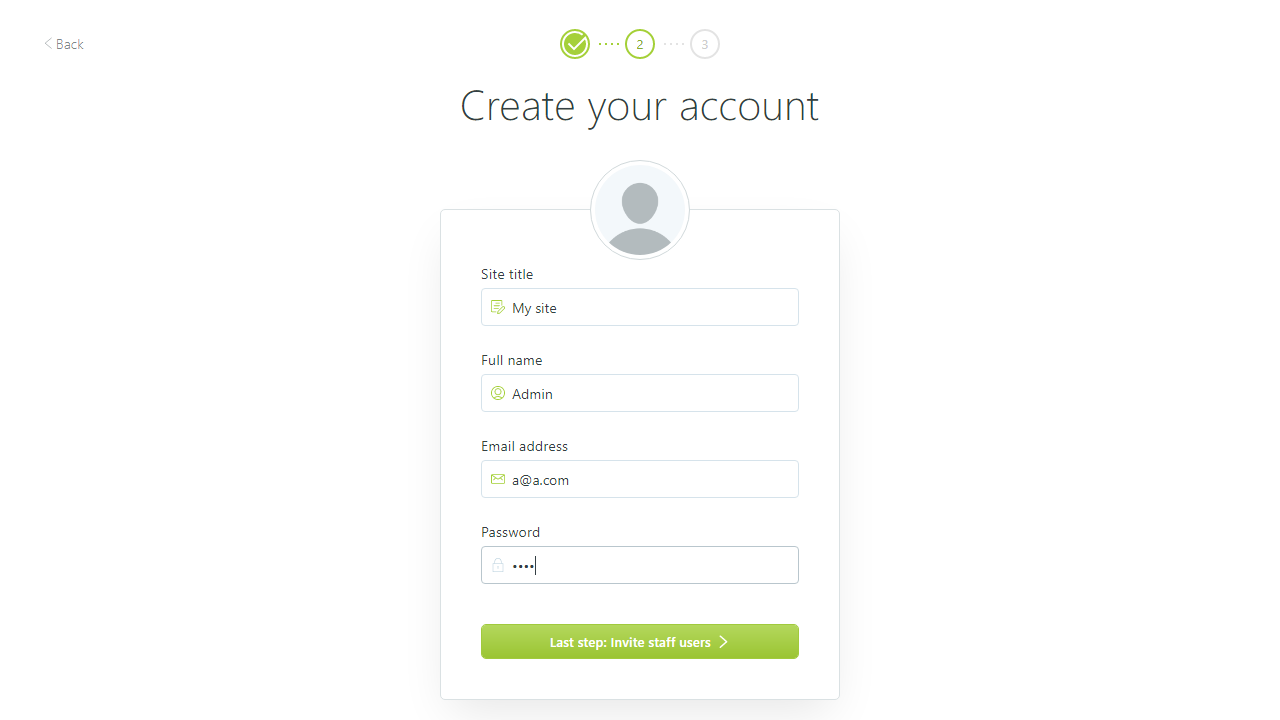 Back
2
3
Create your account
Site title
My site
Full name
Admin
Email address
a@a.com
Password
••••
Last step: Invite staff users